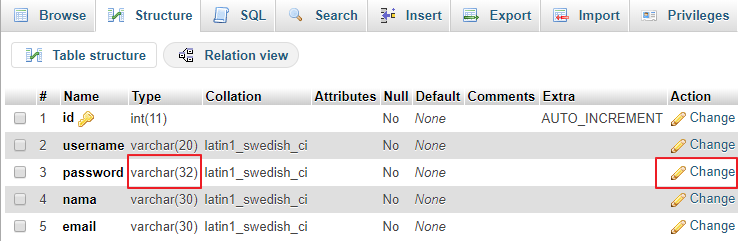 Browse Structure SQL Search Insert Export Import Privileges
Table structure Relation view
# Name Type Collation Attributes Null Default Comments Extra Action
1 id int(11) No None AUTO_INCREMENT Change
2 username varchar(20) latin1_swedish_ci No None Change
3 password varchar(32) latin1_swedish_ci No None Change
4 nama varchar(30) latin1_swedish_ci No None Change
5 email varchar(30) latin1_swedish_ci No None Change